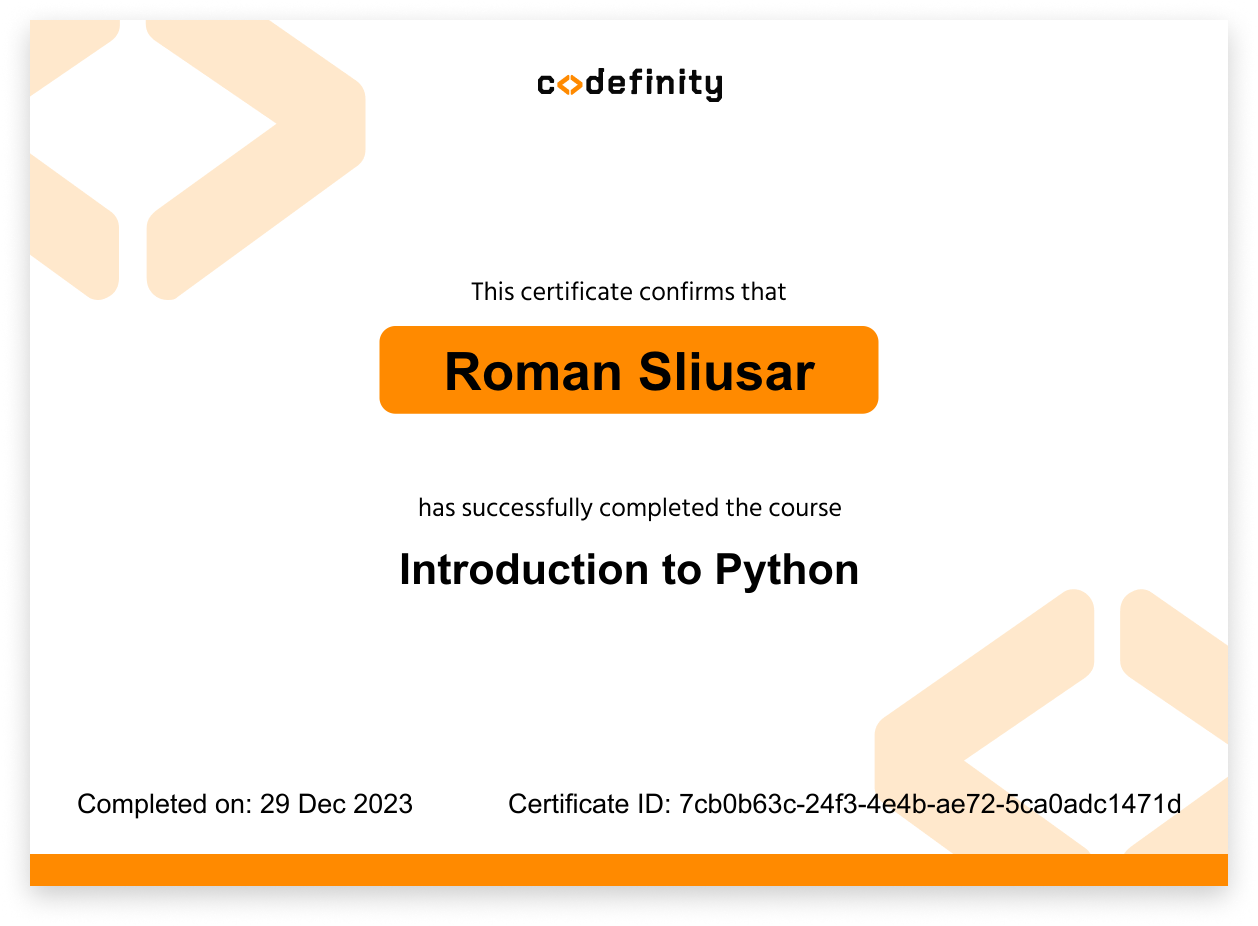 codefinity
This certificate confirms that
Roman Sliusar
has successfully completed the course
Introduction to Python
Completed on: 29 Dec 2023
Certificate ID: 7cb0b63c-24f3-4e4b-ae72-5ca0adc1471d